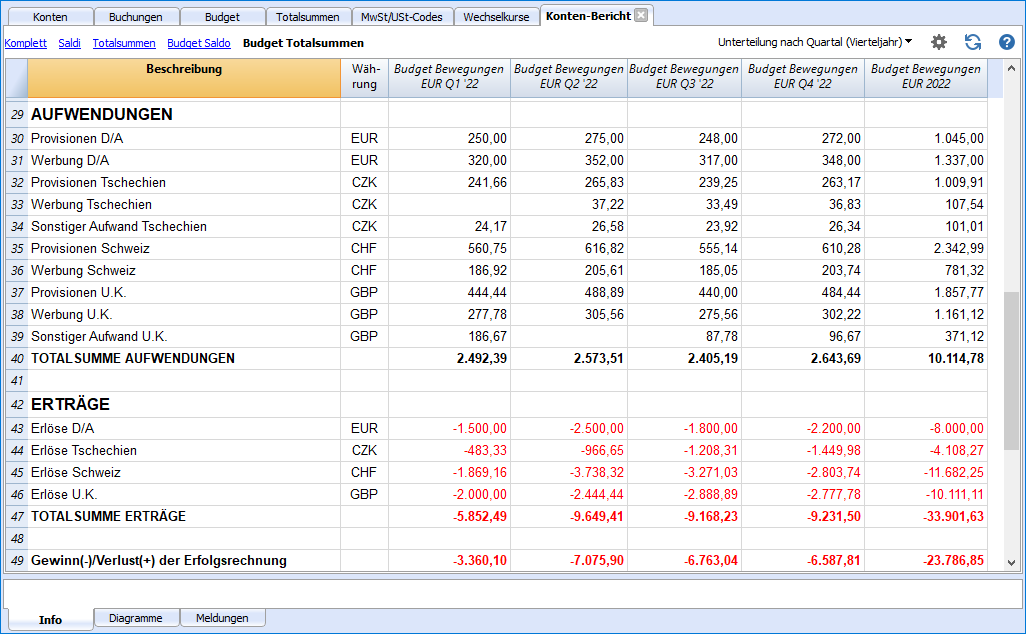 Konten Buchungen Budget Totalsummen MwSt/USt-Codes Wechselkurse Konten-Bericht
Komplett Saldi Totalsummen Budget Saldo Budget Totalsummen Unterteilung nach Quartal (Vierteljahr)
Beschreibung Wäh- Budget Bewegungen Budget Bewegungen Budget Bewegungen Budget Bewegungen Budget Bewegungen
rung EUR Q1 '22 EUR Q2 '22 EUR Q3 '22 EUR Q4 '22 EUR 2022
29 AUFWENDUNGEN
30 Provisionen D/A EUR 250,00 275,00 248,00 272,00 1.045,00
31 Werbung D/A EUR 320,00 352,00 317,00 348,00 1.337,00
32 Provisionen Tschechien CZK 241,66 265,83 239,25 263,17 1.009,91
33 Werbung Tschechien CZK 37,22 33,49 36,83 107,54
34 Sonstiger Aufwand Tschechien CZK 24,17 26,58 23,92 26,34 101,01
35 Provisionen Schweiz CHF 560,75 616,82 555,14 610,28 2.342,99
36 Werbung Schweiz CHF 186,92 205,61 185,05 203,74 781,32
37 Provisionen U.K. GBP 444,44 488,89 440,00 484,44 1.857,77
38 Werbung U.K. GBP 277,78 305,56 275,56 302,22 1.161,12
39 Sonstiger Aufwand U.K. GBP 186,67 87,78 96,67 371,12
40 TOTALSUMME AUFWENDUNGEN 2.492,39 2.573,51 2.405,19 2.643,69 10.114,78
41
42 ERTRÄGE
43 Erlöse D/A EUR -1.500,00 -2.500,00 -1.800,00 -2.200,00 -8.000,00
44 Erlöse Tschechien CZK -483,33 -966,65 -1.208,31 -1.449,98 -4.108,27
45 Erlöse Schweiz CHF -1.869,16 -3.738,32 -3.271,03 -2.803,74 -11.682,25
46 Erlöse U.K. GBP -2.000,00 -2.444,44 -2.888,89 -2.777,78 -10.111,11
47 TOTALSUMME ERTRÄGE -5.852,49 -9.649,41 -9.168,23 -9.231,50 -33.901,63
48
49 Gewinn(-)/Verlust(+) der Erfolgsrechnung -3.360,10 -7.075,90 -6.763,04 -6.587,81 -23.786,85
Info Diagramme Meldungen